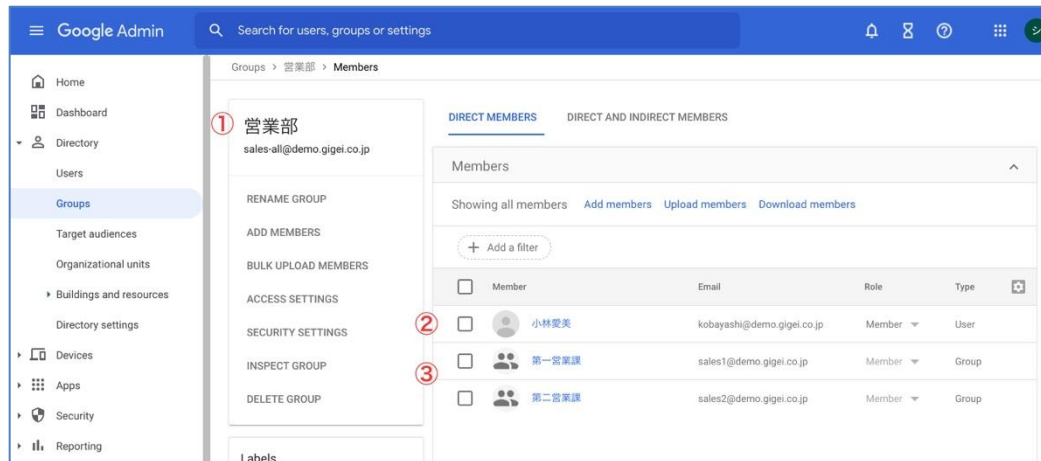 Google Admin
Search for users, groups or settings
シ
Home
Dashboard
Directory
Users
Groups
Target audiences
Organizational units
Buildings and resources
Directory settings
Devices
Apps
Security
Reporting
Groups > 営業部 > Members
①
営業部
sales-all@demo.gigei.co.jp
RENAME GROUP
ADD MEMBERS
BULK UPLOAD MEMBERS
ACCESS SETTINGS
SECURITY SETTINGS
INSPECT GROUP
DELETE GROUP
Labels
DIRECT MEMBERS DIRECT AND INDIRECT MEMBERS
Members
Showing all members Add members Upload members Download members
+ Add a filter
Member Email Role Type
② 小林愛美 kobayashi@demo.gigei.co.jp Member User
③ 第一営業課 sales1@demo.gigei.co.jp Member Group
第二営業課 sales2@demo.gigei.co.jp Member Group